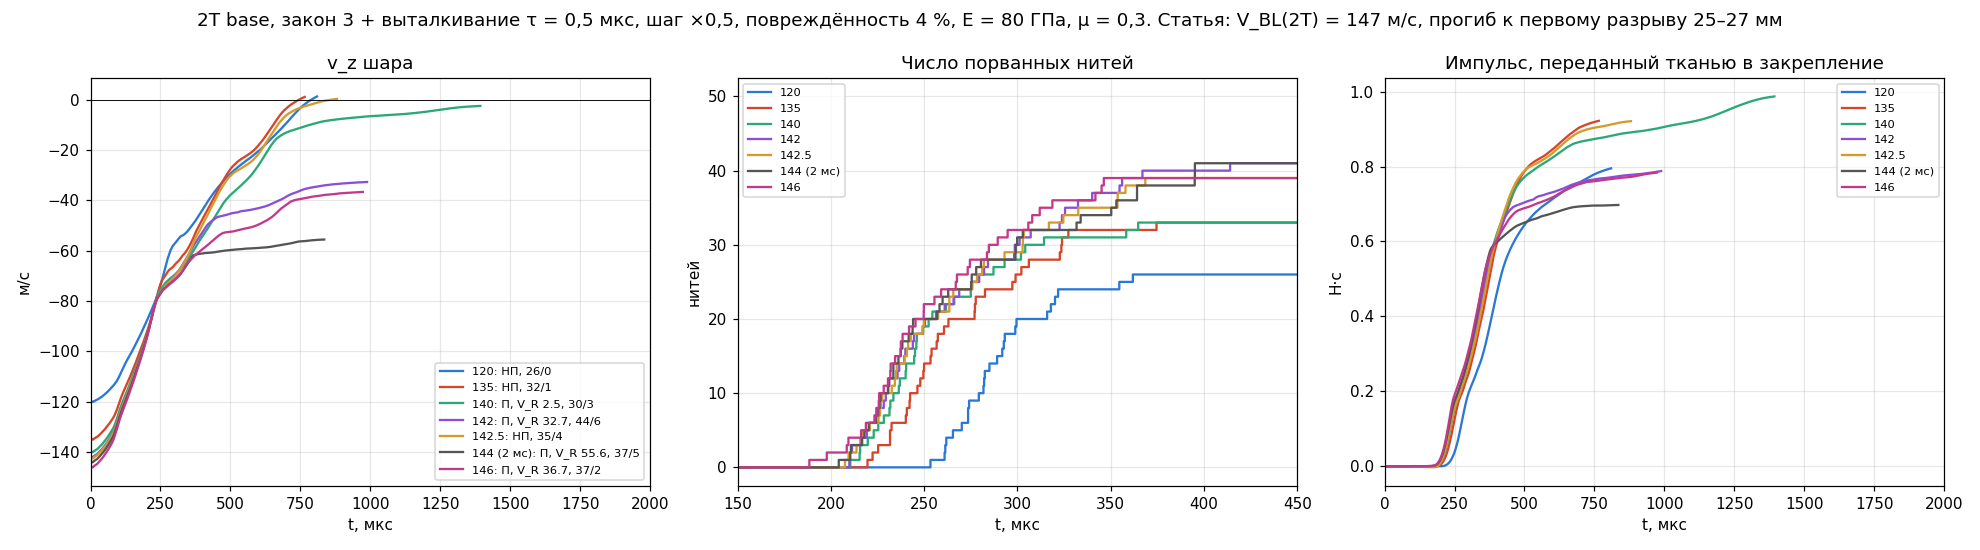 2T base, закон 3 + выталкивание τ = 0,5 мкс, шаг ×0,5, повреждённость 4 %, E = 80 ГПа, μ = 0,3. Статья: V_BL(2T) = 147 м/с, прогиб к первому разрыву 25–27 мм
v_z шара
м/с
0
−20
−40
−60
−80
−100
−120
−140
120: НП, 26/0
135: НП, 32/1
140: П, V_R 2.5, 30/3
142: П, V_R 32.7, 44/6
142.5: НП, 35/4
144 (2 мс): П, V_R 55.6, 37/5
146: П, V_R 36.7, 37/2
0 250 500 750 1000 1250 1500 1750 2000
t, мкс
Число порванных нитей
нитей
50
40
30
20
10
0
120
135
140
142
142.5
144 (2 мс)
146
150 200 250 300 350 400 450
t, мкс
Импульс, переданный тканью в закрепление
Н·с
1.0
0.8
0.6
0.4
0.2
0.0
120
135
140
142
142.5
144 (2 мс)
146
0 250 500 750 1000 1250 1500 1750 2000
t, мкс